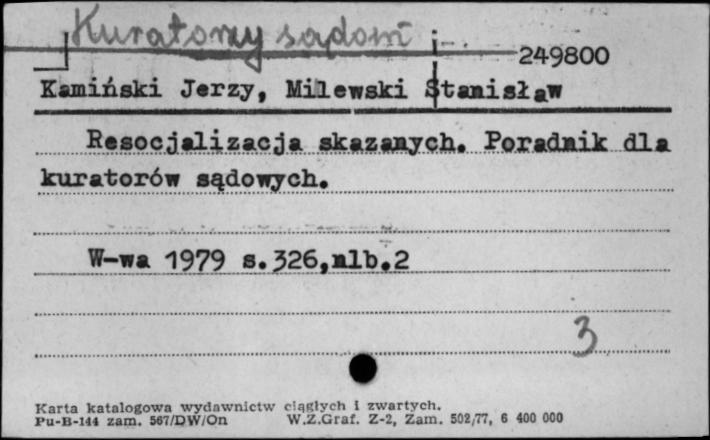 Kuratorzy sądowi
249800
Kamiński Jerzy, Milewski Stanisław
Resocjalizacja skazanych. Poradnik dla
kuratorów sądowych.
W-wa 1979 s.326,nlb.2
3
Karta katalogowa wydawnictw ciągłych i zwartych.
Pu-B-144 zam. 567/DW/On W.Z.Graf. Z-2, Zam. 502/77, 6 400 000